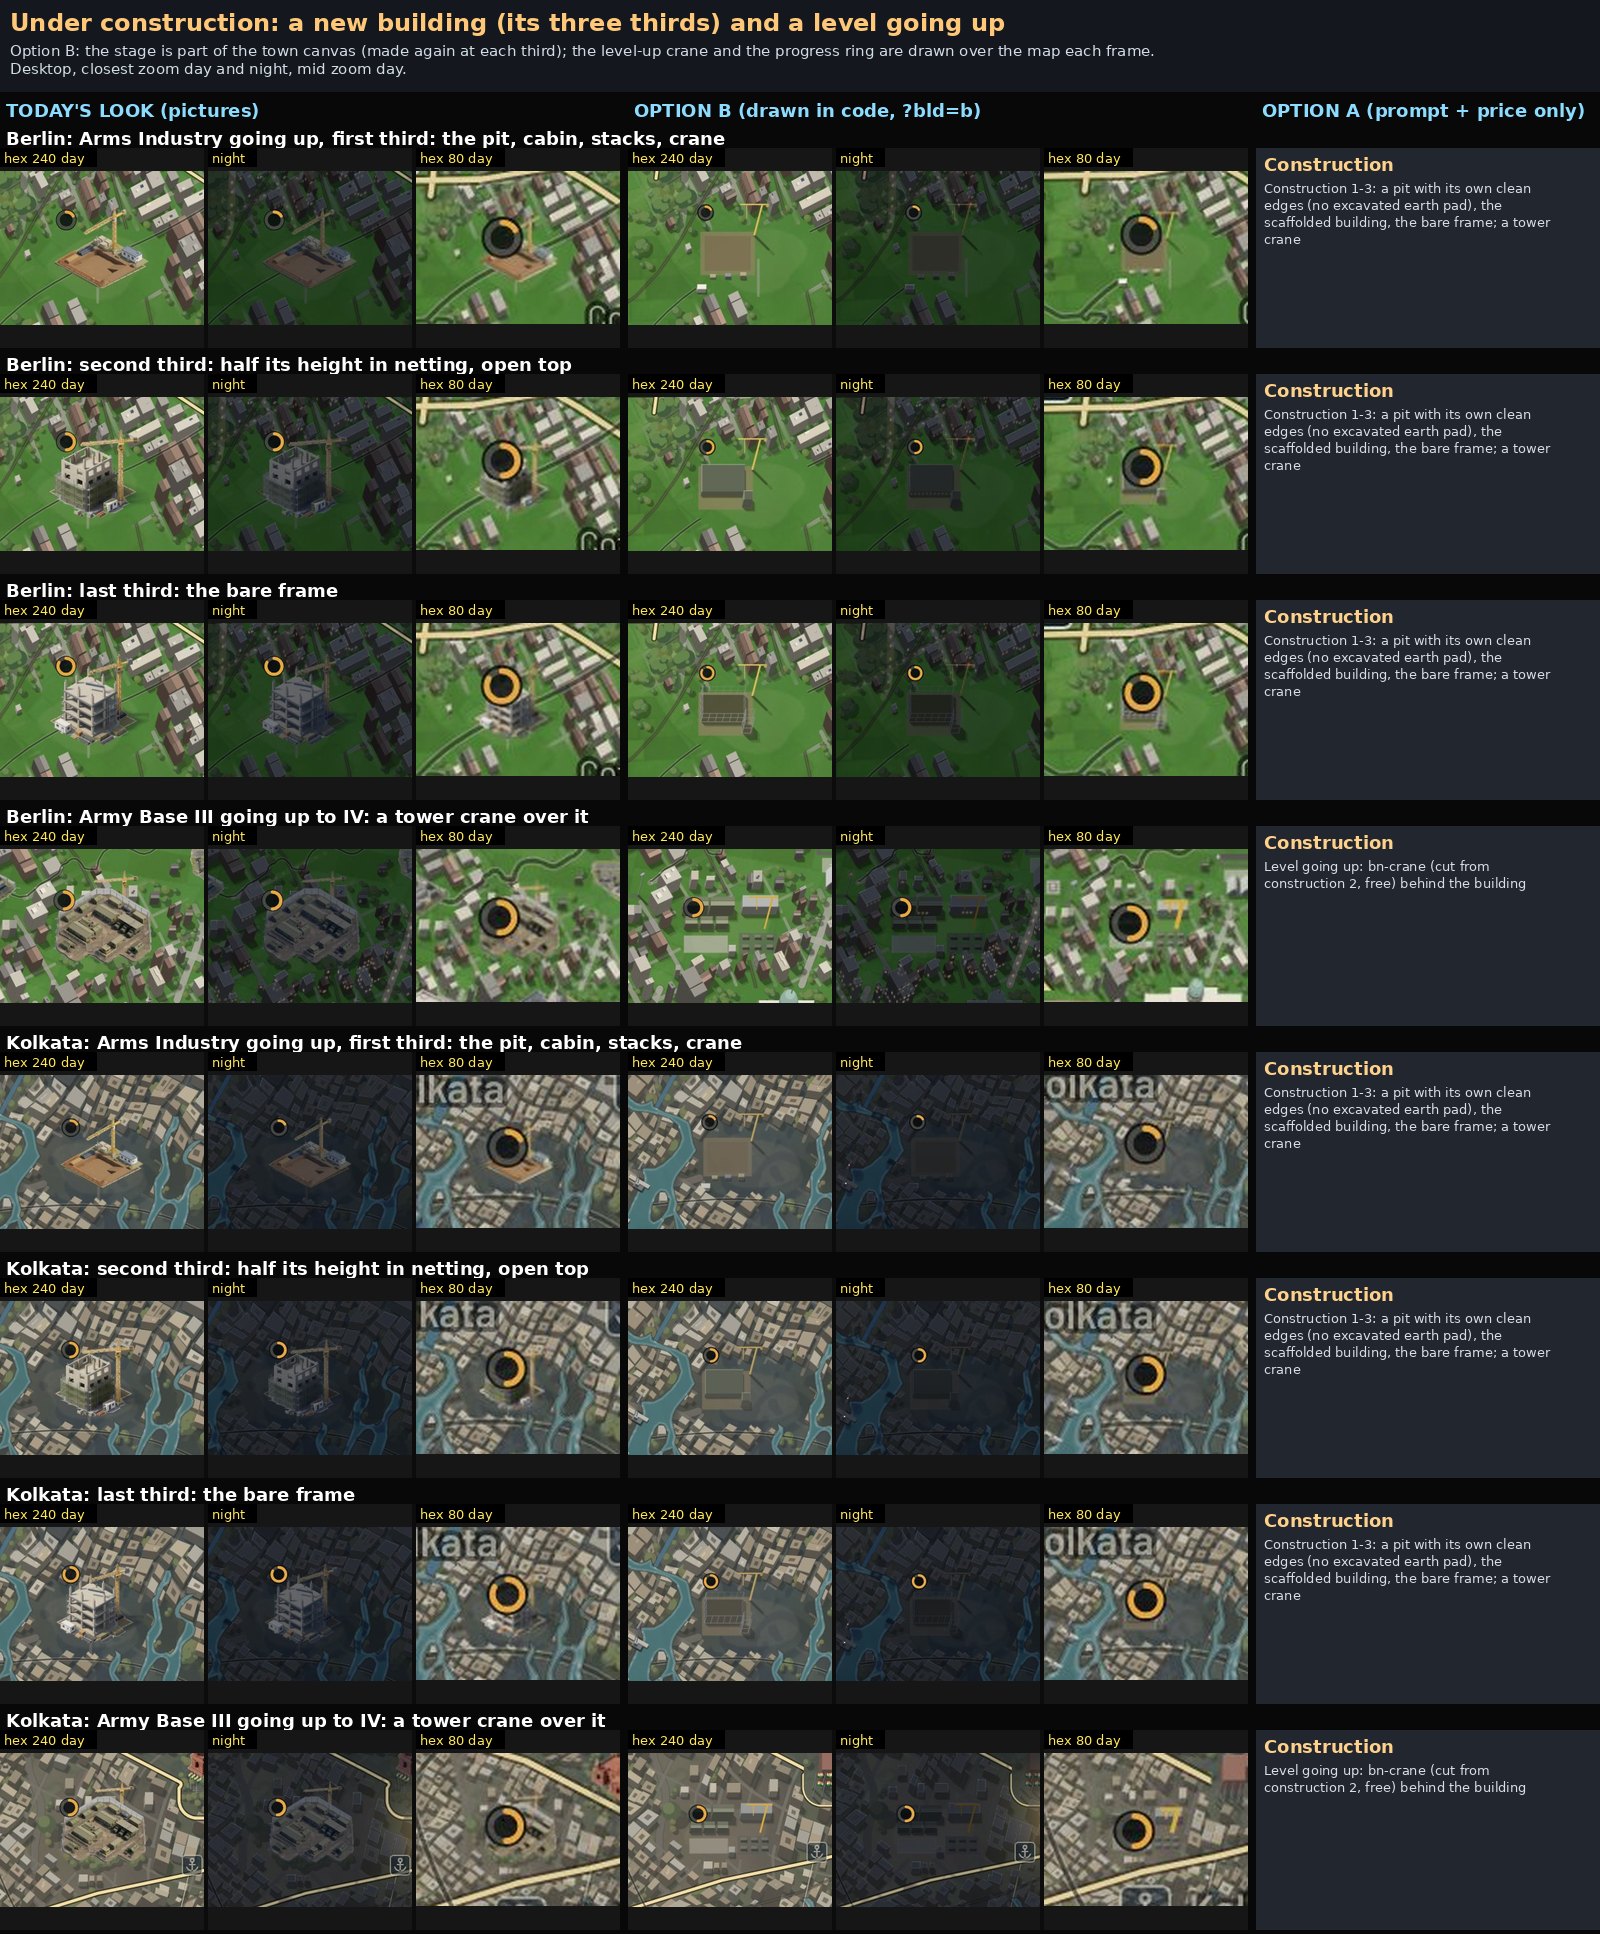 Under construction: a new building (its three thirds) and a level going up
Option B: the stage is part of the town canvas (made again at each third); the level-up crane and the progress ring are drawn over the map each frame.
Desktop, closest zoom day and night, mid zoom day.
TODAY'S LOOK (pictures) OPTION B (drawn in code, ?bld=b) OPTION A (prompt + price only)
Berlin: Arms Industry going up, first third: the pit, cabin, stacks, crane
hex 240 day night hex 80 day hex 240 day night hex 80 day
Construction
Construction 1-3: a pit with its own clean
edges (no excavated earth pad), the
scaffolded building, the bare frame; a tower
crane
Berlin: second third: half its height in netting, open top
hex 240 day night hex 80 day hex 240 day night hex 80 day
Construction
Construction 1-3: a pit with its own clean
edges (no excavated earth pad), the
scaffolded building, the bare frame; a tower
crane
Berlin: last third: the bare frame
hex 240 day night hex 80 day hex 240 day night hex 80 day
Construction
Construction 1-3: a pit with its own clean
edges (no excavated earth pad), the
scaffolded building, the bare frame; a tower
crane
Berlin: Army Base III going up to IV: a tower crane over it
hex 240 day night hex 80 day hex 240 day night hex 80 day
Construction
Level going up: bn-crane (cut from
construction 2, free) behind the building
Kolkata: Arms Industry going up, first third: the pit, cabin, stacks, crane
hex 240 day night hex 80 day hex 240 day night hex 80 day
lkata olkata
Construction
Construction 1-3: a pit with its own clean
edges (no excavated earth pad), the
scaffolded building, the bare frame; a tower
crane
Kolkata: second third: half its height in netting, open top
hex 240 day night hex 80 day hex 240 day night hex 80 day
kata olkata
Construction
Construction 1-3: a pit with its own clean
edges (no excavated earth pad), the
scaffolded building, the bare frame; a tower
crane
Kolkata: last third: the bare frame
hex 240 day night hex 80 day hex 240 day night hex 80 day
lkata olkata
Construction
Construction 1-3: a pit with its own clean
edges (no excavated earth pad), the
scaffolded building, the bare frame; a tower
crane
Kolkata: Army Base III going up to IV: a tower crane over it
hex 240 day night hex 80 day hex 240 day night hex 80 day
Construction
Level going up: bn-crane (cut from
construction 2, free) behind the building